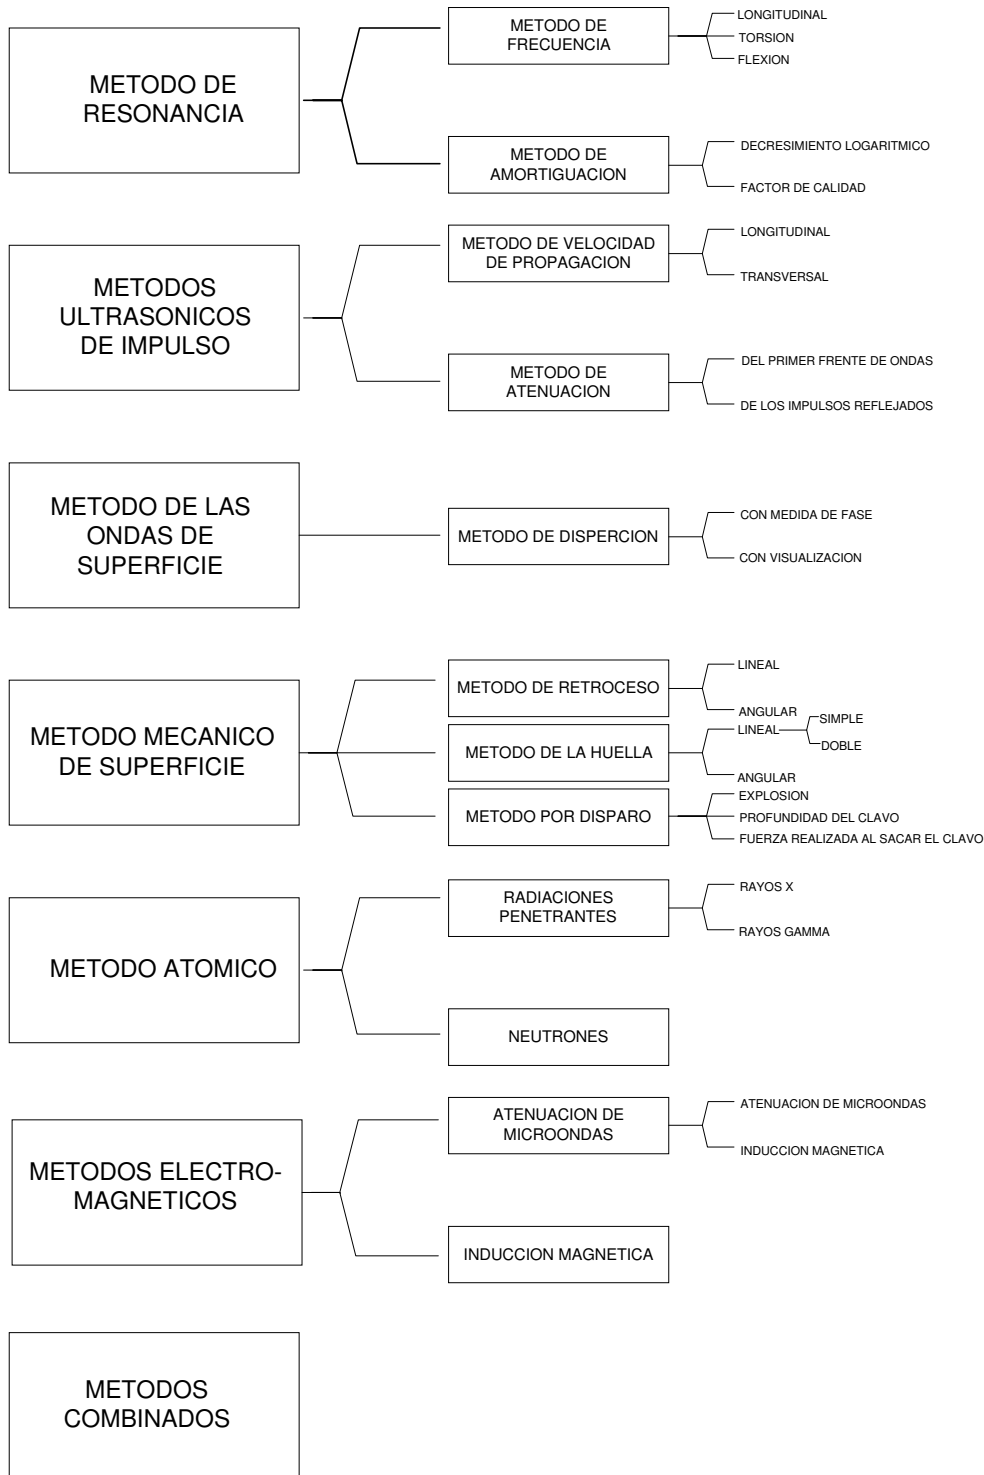 METODO DE
RESONANCIA
METODO DE
FRECUENCIA
LONGITUDINAL
TORSION
FLEXION
METODO DE
AMORTIGUACION
DECRESIMIENTO LOGARITMICO
FACTOR DE CALIDAD
METODOS
ULTRASONICOS
DE IMPULSO
METODO DE VELOCIDAD
DE PROPAGACION
LONGITUDINAL
TRANSVERSAL
METODO DE
ATENUACION
DEL PRIMER FRENTE DE ONDAS
DE LOS IMPULSOS REFLEJADOS
METODO DE LAS
ONDAS DE
SUPERFICIE
METODO DE DISPERCION
CON MEDIDA DE FASE
CON VISUALIZACION
METODO MECANICO
DE SUPERFICIE
METODO DE RETROCESO
LINEAL
ANGULAR
METODO DE LA HUELLA
LINEAL
SIMPLE
DOBLE
ANGULAR
METODO POR DISPARO
EXPLOSION
PROFUNDIDAD DEL CLAVO
FUERZA REALIZADA AL SACAR EL CLAVO
METODO ATOMICO
RADIACIONES
PENETRANTES
RAYOS X
RAYOS GAMMA
NEUTRONES
METODOS ELECTRO-
MAGNETICOS
ATENUACION DE
MICROONDAS
ATENUACION DE MICROONDAS
INDUCCION MAGNETICA
INDUCCION MAGNETICA
METODOS
COMBINADOS